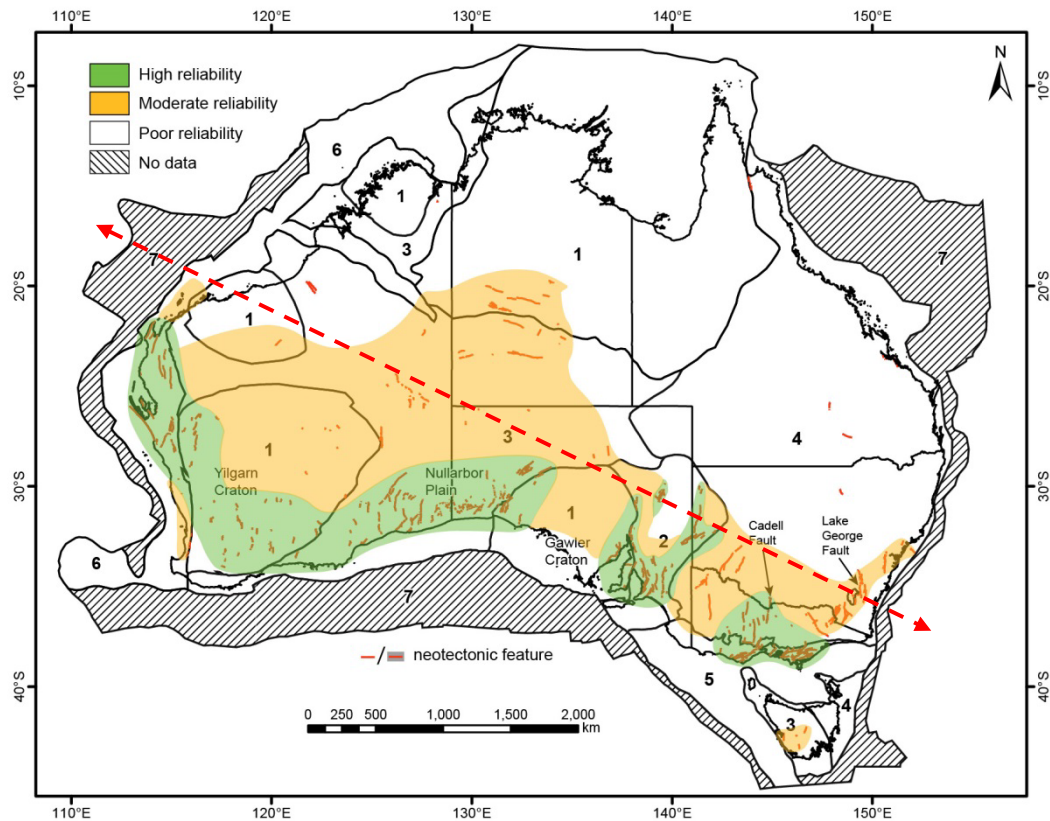 110°E 120°E 130°E 140°E 150°E
N
High reliability
Moderate reliability
Poor reliability
No data
10°S
10°S
6
1
3
1
7
7
20°S
20°S
1
4
3
1
Yilgarn
Craton
Nullarbor
Plain
30°S
30°S
1
Gawler
Craton
2
Cadell
Fault
Lake
George
Fault
6
7
neotectonic feature
5
4
3
40°S
40°S
0 250 500 1,000 1,500 2,000
km
110°E 120°E 130°E 140°E 150°E